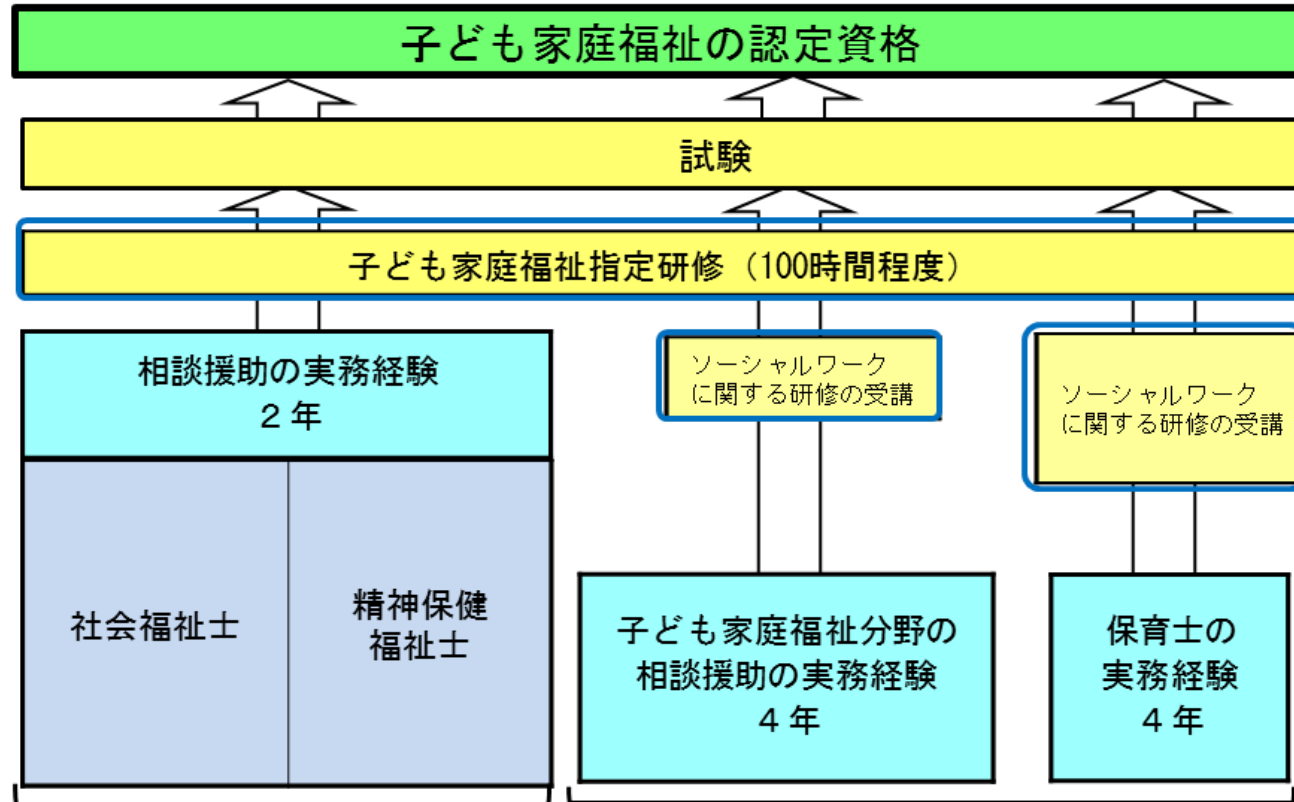 子ども家庭福祉の認定資格
試験
子ども家庭福祉指定研修（100時間程度）
相談援助の実務経験
２年
社会福祉士
精神保健
福祉士
ソーシャルワーク
に関する研修の受講
子ども家庭福祉分野の
相談援助の実務経験
４年
ソーシャルワーク
に関する研修の受講
保育士の
実務経験
４年